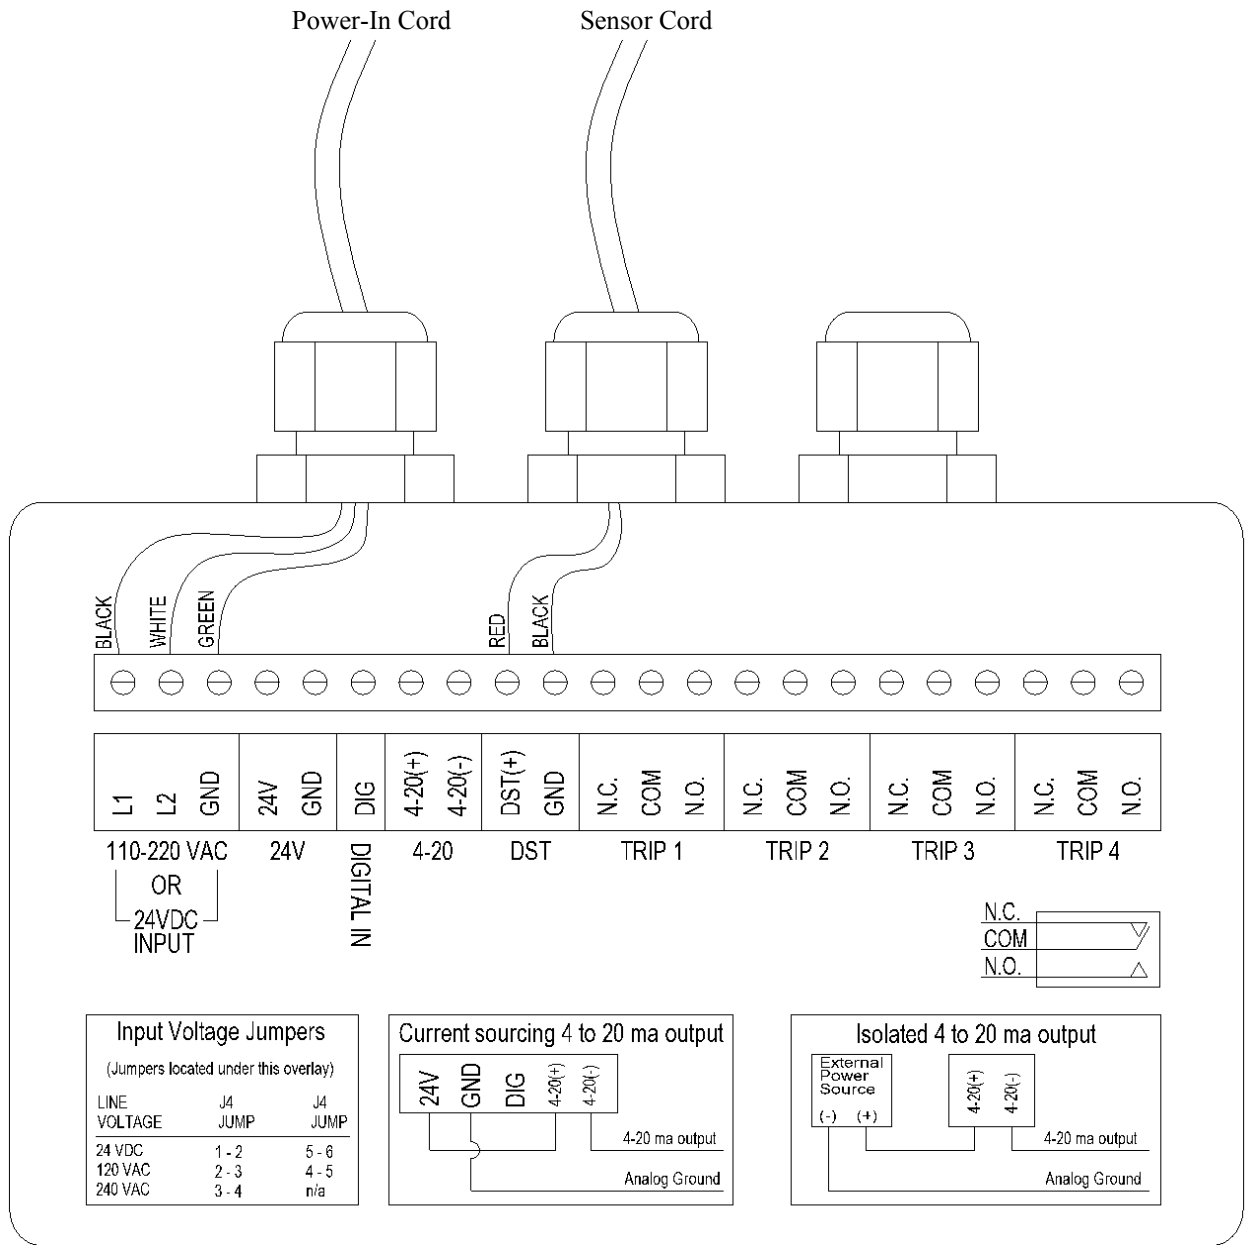 Power-In Cord
Sensor Cord
BLACK
WHITE
GREEN
RED
BLACK
L1
L2
GND
24V
GND
DIG
4-20(+)
4-20(-)
DST(+)
GND
N.C.
COM
N.O.
N.C.
COM
N.O.
N.C.
COM
N.O.
N.C.
COM
N.O.
110-220 VAC
24V
DIGITAL IN
4-20
DST
TRIP 1
TRIP 2
TRIP 3
TRIP 4
OR
24VDC
INPUT
N.C.
COM
N.O.
Input Voltage Jumpers
(Jumpers located under this overlay)
LINE J4 J4
VOLTAGE JUMP JUMP
24 VDC 1 - 2 5 - 6
120 VAC 2 - 3 4 - 5
240 VAC 3 - 4 n/a
Current sourcing 4 to 20 ma output
24V
GND
DIG
4-20(+)
4-20(-)
4-20 ma output
Analog Ground
Isolated 4 to 20 ma output
External
Power
Source
(-) (+)
4-20(+)
4-20(-)
4-20 ma output
Analog Ground